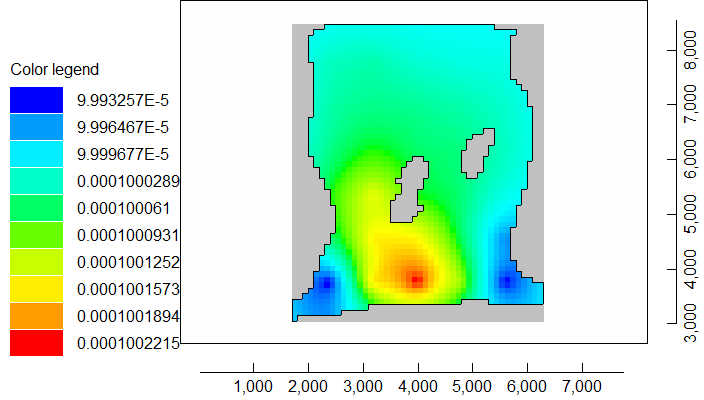 Color legend
9.993257E-5
9.996467E-5
9.999677E-5
0.0001000289
0.000100061
0.0001000931
0.0001001252
0.0001001573
0.0001001894
0.0001002215
8,000
7,000
6,000
5,000
4,000
3,000
1,000 2,000 3,000 4,000 5,000 6,000 7,000